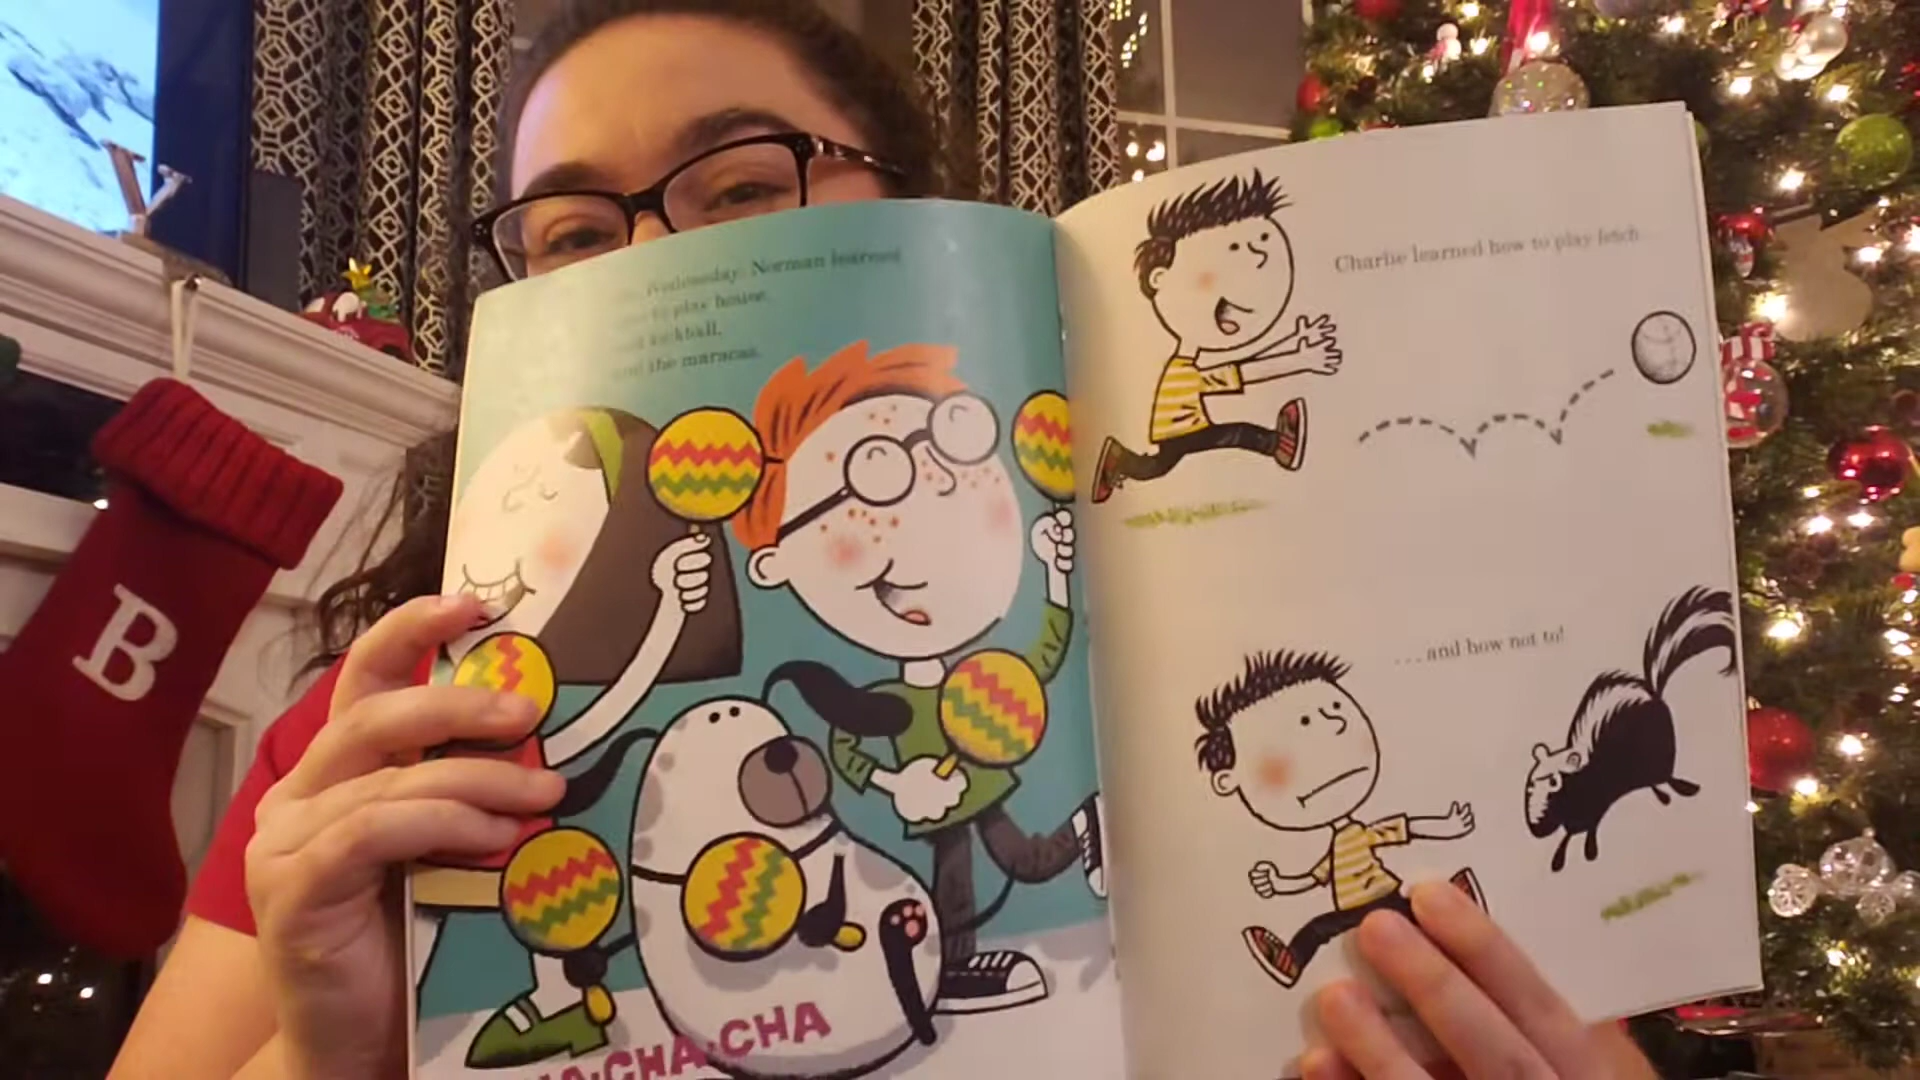 Wednesday, Norman learned
to play house,
kickball,
and the maracas.
CHA·CHA
Charlie learned how to play fetch
...and how not to!
B